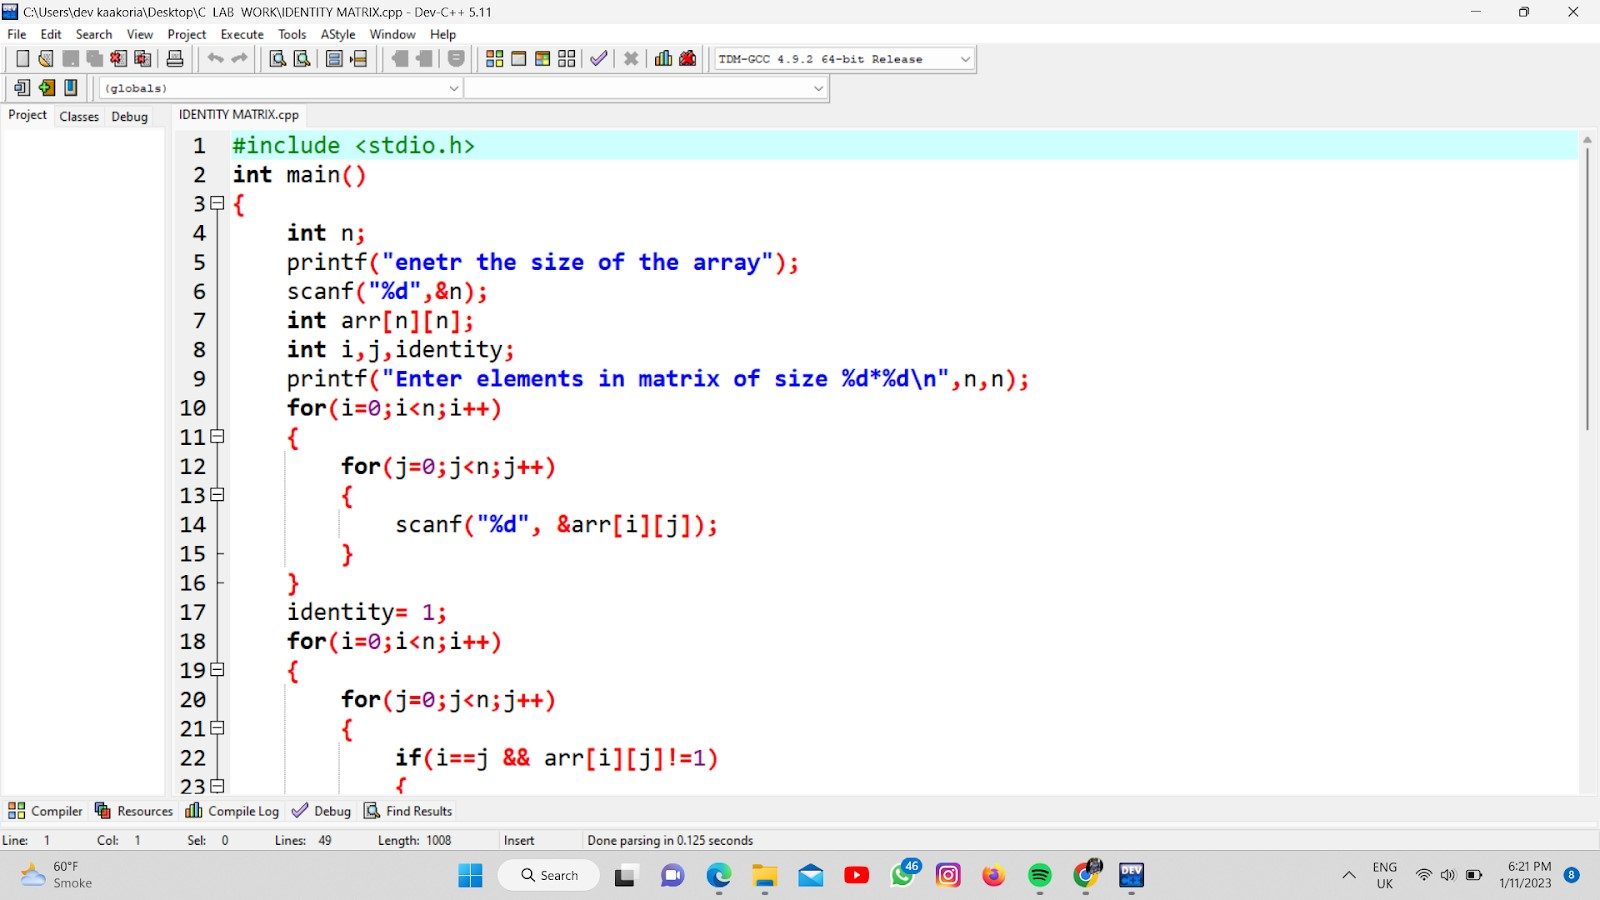 C:\Users\dev kaakoria\Desktop\C LAB WORK\IDENTITY MATRIX.cpp - Dev-C++ 5.11
File Edit Search View Project Execute Tools AStyle Window Help
TDM-GCC 4.9.2 64-bit Release
(globals)
Project Classes Debug IDENTITY MATRIX.cpp
1 #include <stdio.h>
2 int main()
3 {
4 int n;
5 printf("enetr the size of the array");
6 scanf("%d",&n);
7 int arr[n][n];
8 int i,j,identity;
9 printf("Enter elements in matrix of size %d*%d\n",n,n);
10 for(i=0;i<n;i++)
11 {
12 for(j=0;j<n;j++)
13 {
14 scanf("%d", &arr[i][j]);
15 }
16 }
17 identity= 1;
18 for(i=0;i<n;i++)
19 {
20 for(j=0;j<n;j++)
21 {
22 if(i==j && arr[i][j]!=1)
23 {
Compiler Resources Compile Log Debug Find Results
Line: 1 Col: 1 Sel: 0 Lines: 49 Length: 1008 Insert Done parsing in 0.125 seconds
60°F
Smoke
Search
46
DEV
ENG
UK
6:21 PM
1/11/2023
8